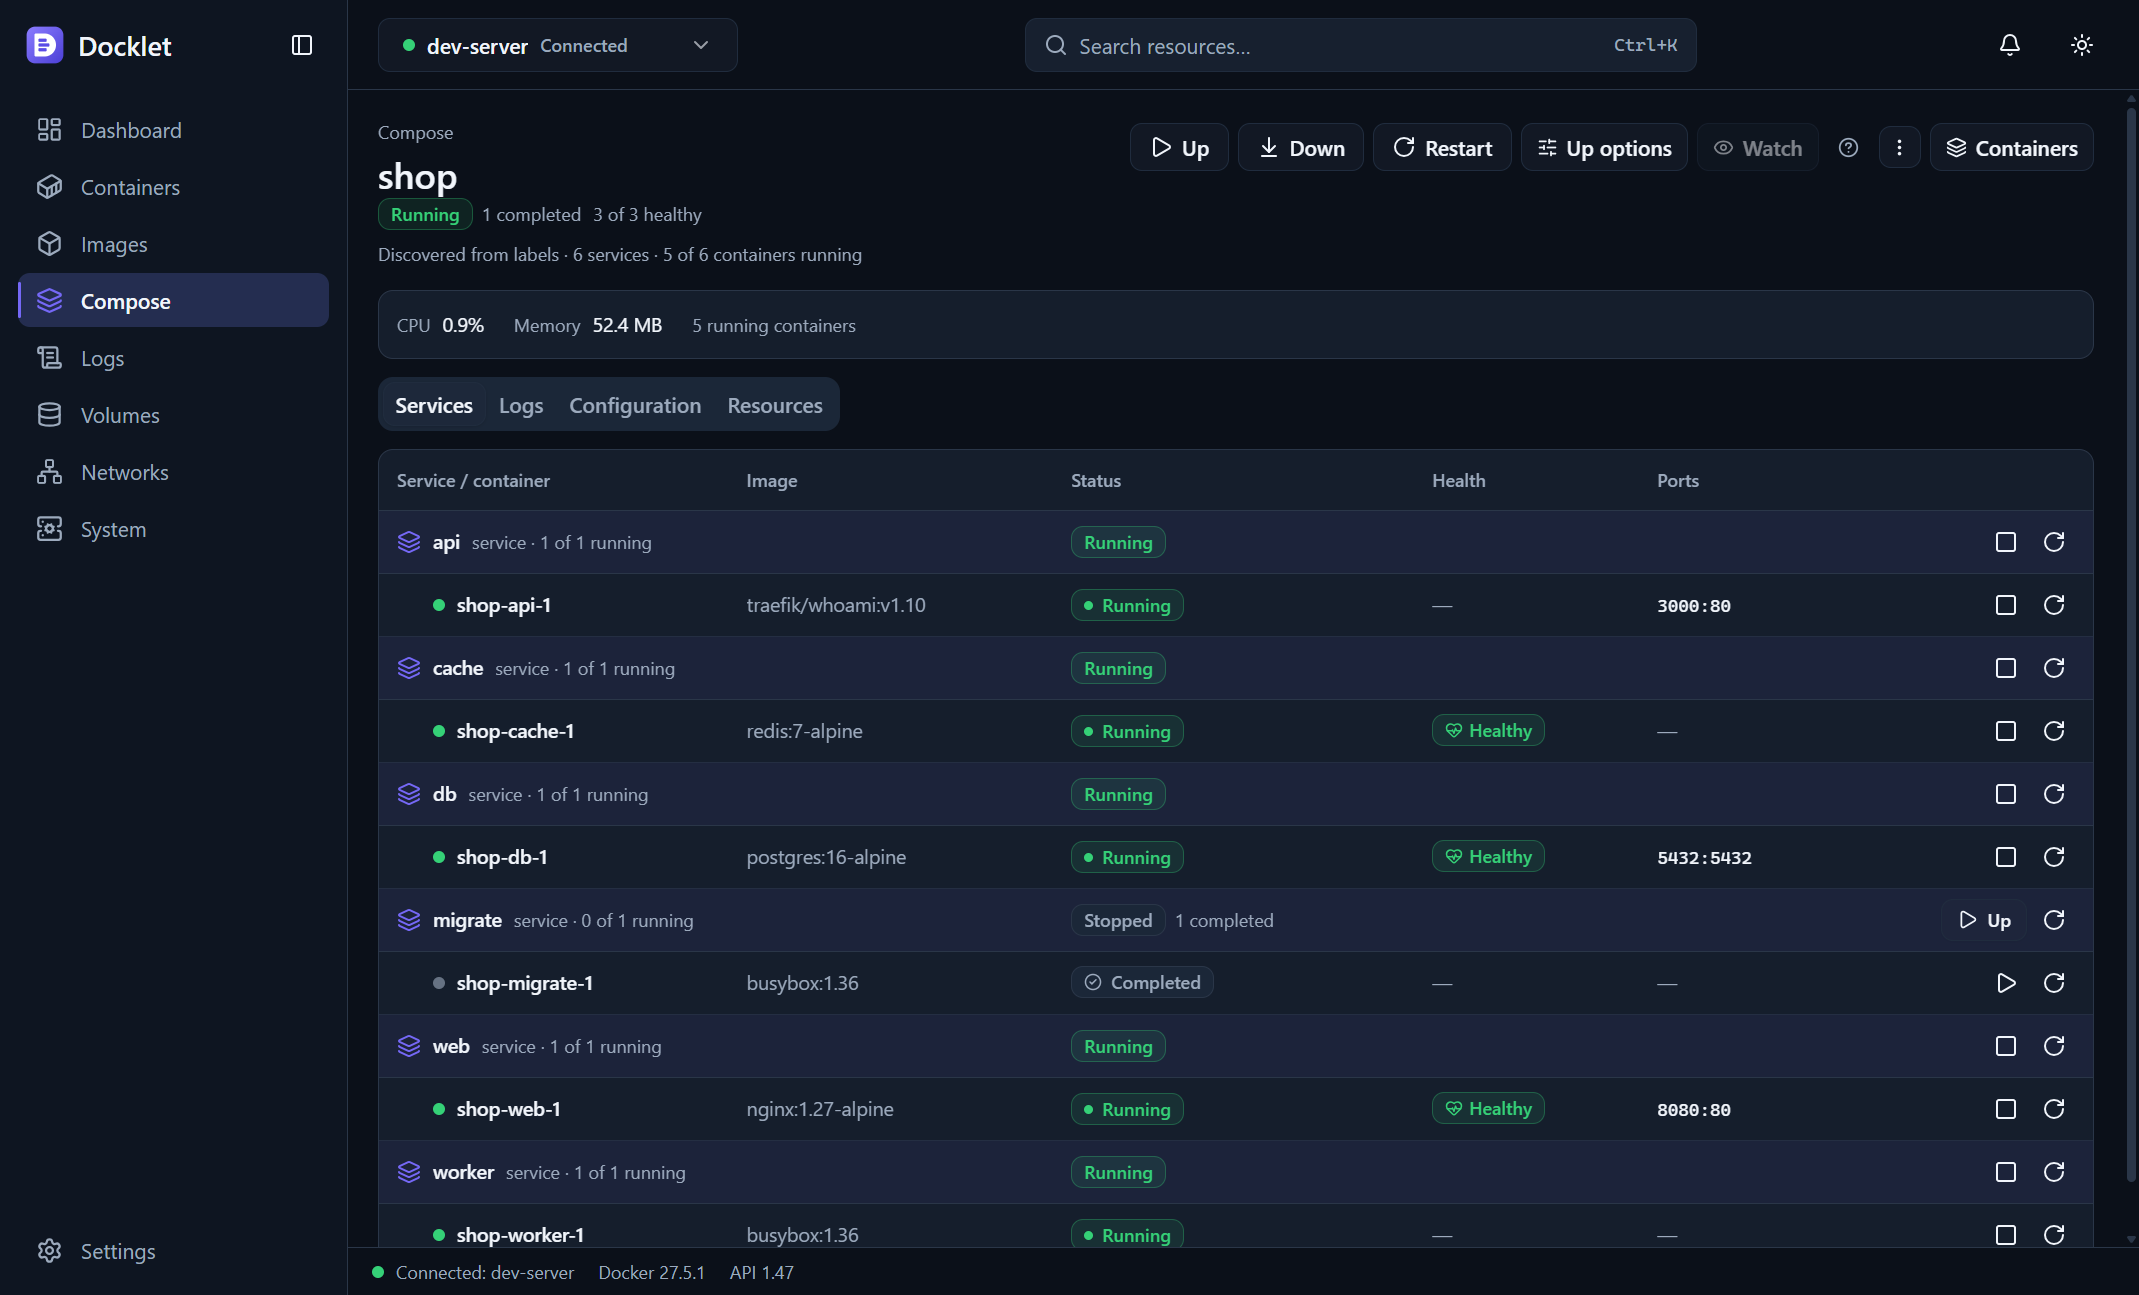 Docklet
dev-server Connected
Search resources... Ctrl+K
Dashboard
Containers
Images
Compose
Logs
Volumes
Networks
System
Settings
Compose
shop
Running 1 completed 3 of 3 healthy
Discovered from labels · 6 services · 5 of 6 containers running
Up Down Restart Up options Watch Containers
CPU 0.9% Memory 52.4 MB 5 running containers
Services Logs Configuration Resources
Service / container Image Status Health Ports
api service · 1 of 1 running Running
shop-api-1 traefik/whoami:v1.10 Running — 3000:80
cache service · 1 of 1 running Running
shop-cache-1 redis:7-alpine Running Healthy —
db service · 1 of 1 running Running
shop-db-1 postgres:16-alpine Running Healthy 5432:5432
migrate service · 0 of 1 running Stopped 1 completed Up
shop-migrate-1 busybox:1.36 Completed — —
web service · 1 of 1 running Running
shop-web-1 nginx:1.27-alpine Running Healthy 8080:80
worker service · 1 of 1 running Running
shop-worker-1 busybox:1.36 Running — —
Connected: dev-server Docker 27.5.1 API 1.47